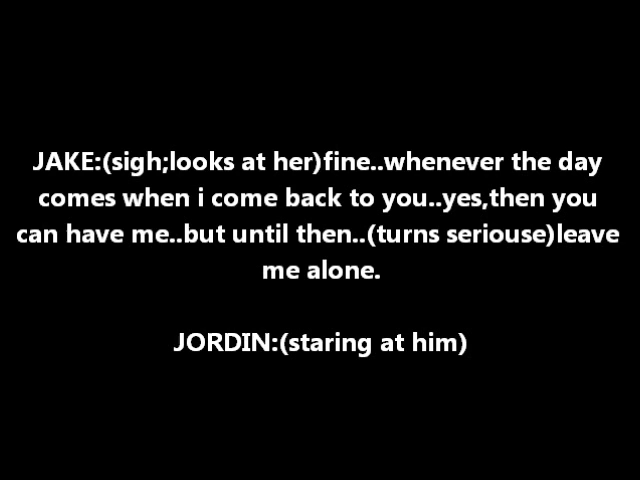 JAKE:(sigh;looks at her)fine..whenever the day
comes when i come back to you..yes,then you
can have me..but until then..(turns seriouse)leave
me alone.
JORDIN:(staring at him)